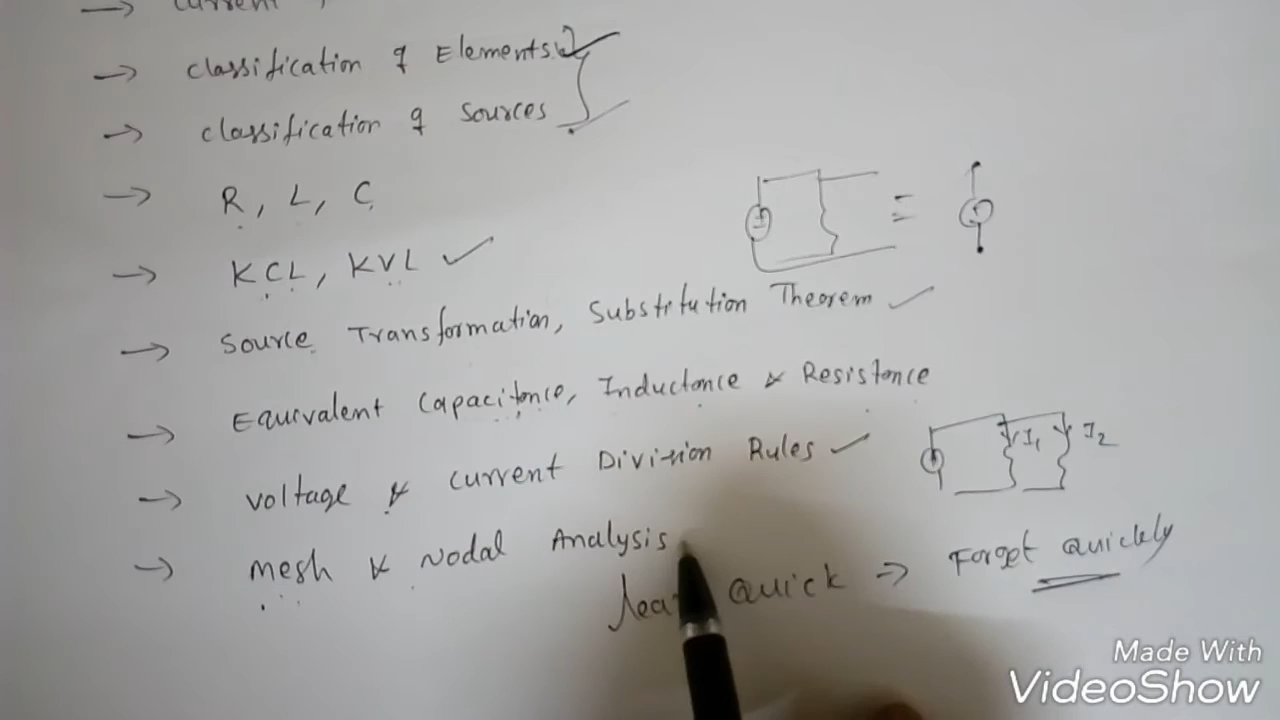 → current,
→ classification of Elements
→ classification of sources
→ R, L, C
→ KCL, KVL ✓
=
→ Source Transformation, Substitution Theorem ✓
→ Equivalent Capacitance, Inductance & Resistance
→ voltage & current Division Rules ✓
I1 I2
→ mesh & Nodal Analysis
Quick ⇒ Forget Quickly
Made With
VideoShow